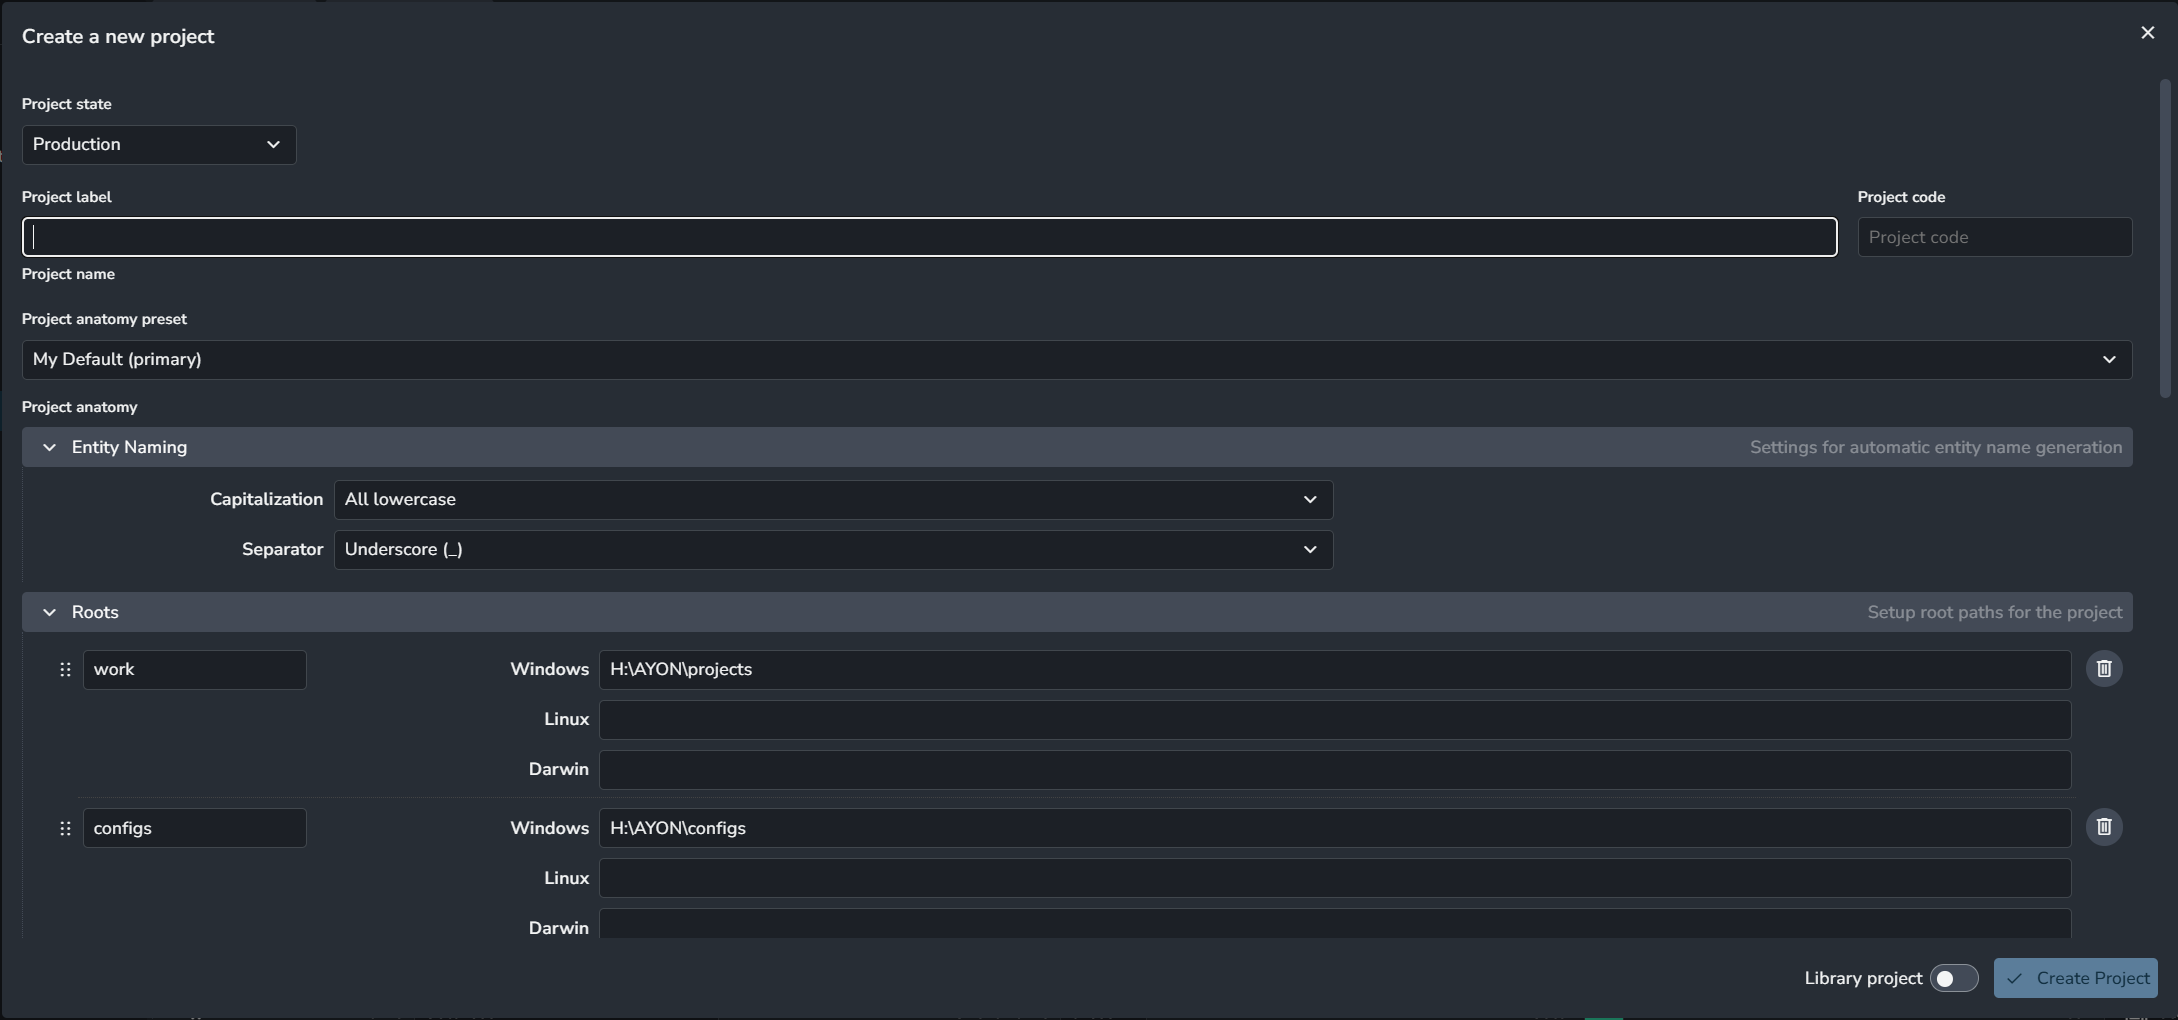 Create a new project
Project state
Production
Project label
Project code
Project code
Project name
Project anatomy preset
My Default (primary)
Project anatomy
Entity Naming
Settings for automatic entity name generation
Capitalization
All lowercase
Separator
Underscore (_)
Roots
Setup root paths for the project
work
Windows
H:\AYON\projects
Linux
Darwin
configs
Windows
H:\AYON\configs
Linux
Darwin
Library project
Create Project